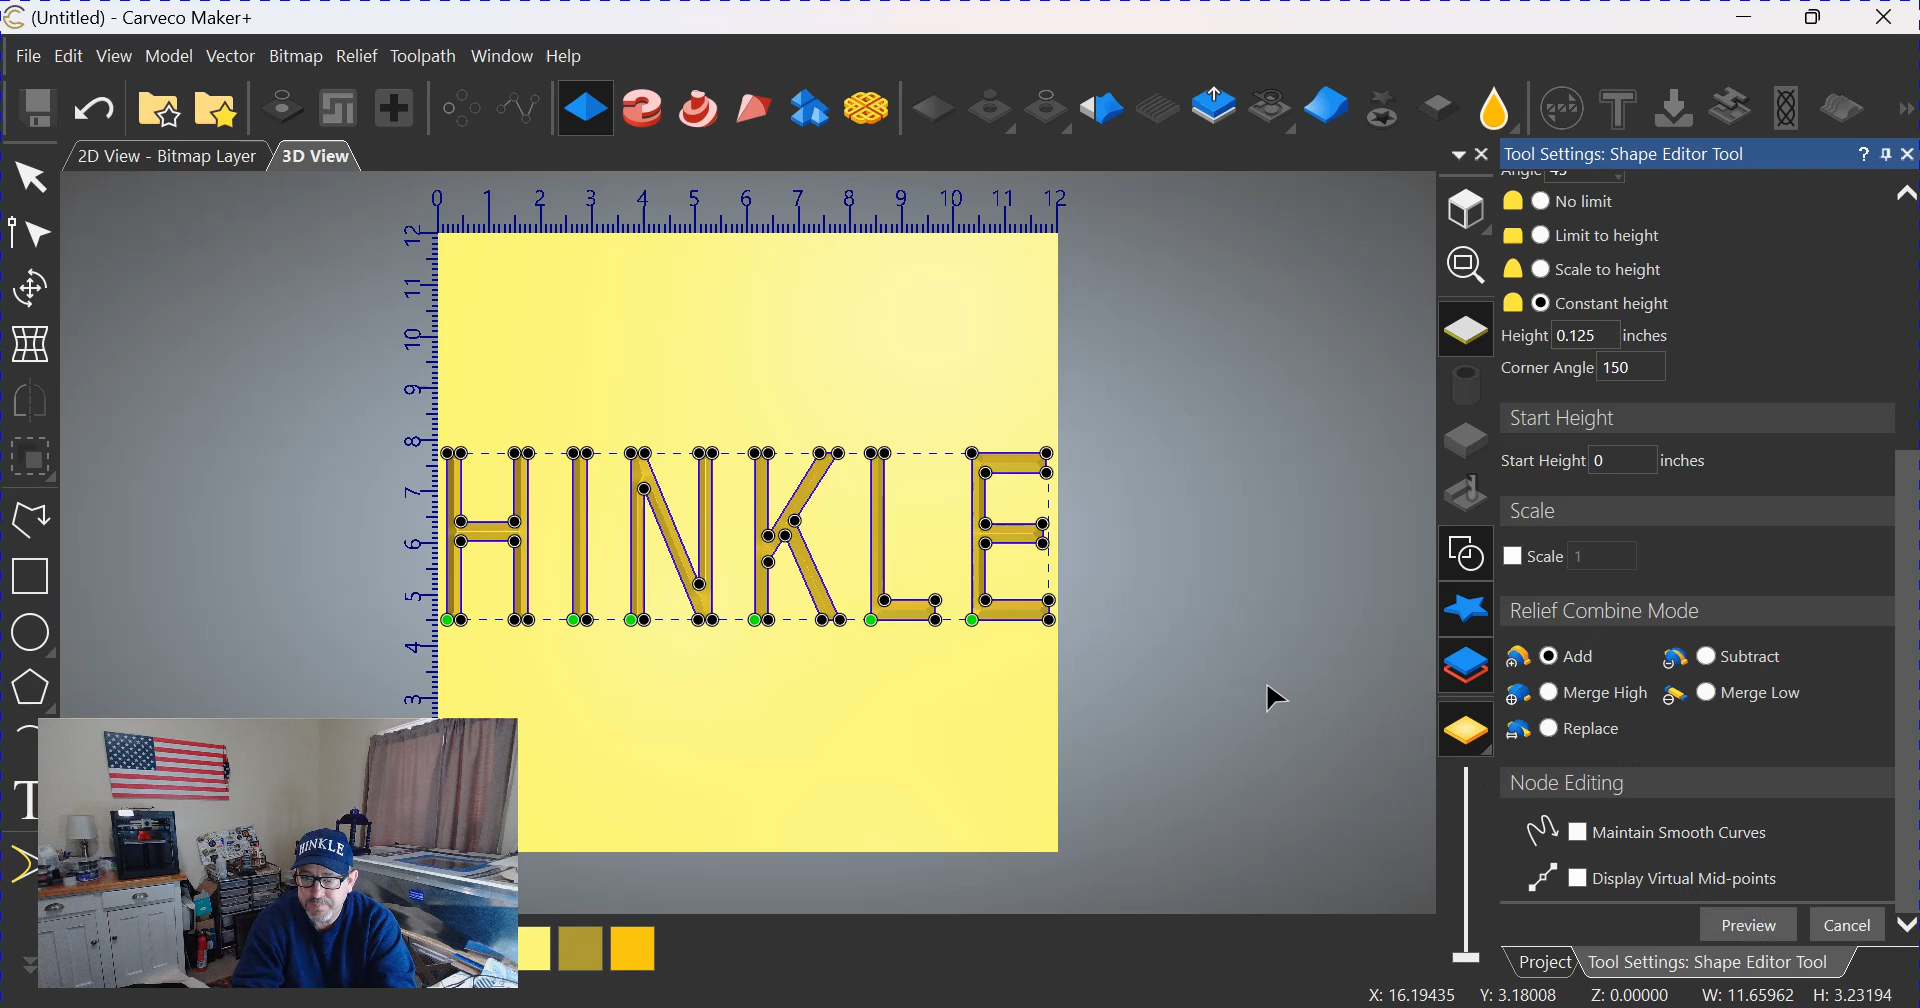 (Untitled) - Carveco Maker+
File Edit View Model Vector Bitmap Relief Toolpath Window Help
2D View - Bitmap Layer
3D View
Tool Settings: Shape Editor Tool
?
0 1 2 3 4 5 6 7 8 9 10 11 12
12
11
10
9
8
7
6
5
4
3
HINKLE
T
HINKLE
Angle 45
No limit
Limit to height
Scale to height
Constant height
Height 0.125 inches
Corner Angle 150
Start Height
Start Height 0 inches
Scale
Scale 1
Relief Combine Mode
Add Subtract
Merge High Merge Low
Replace
Node Editing
Maintain Smooth Curves
Display Virtual Mid-points
Preview Cancel
Project Tool Settings: Shape Editor Tool
X: 16.19435 Y: 3.18008 Z: 0.00000 W: 11.65962 H: 3.23194